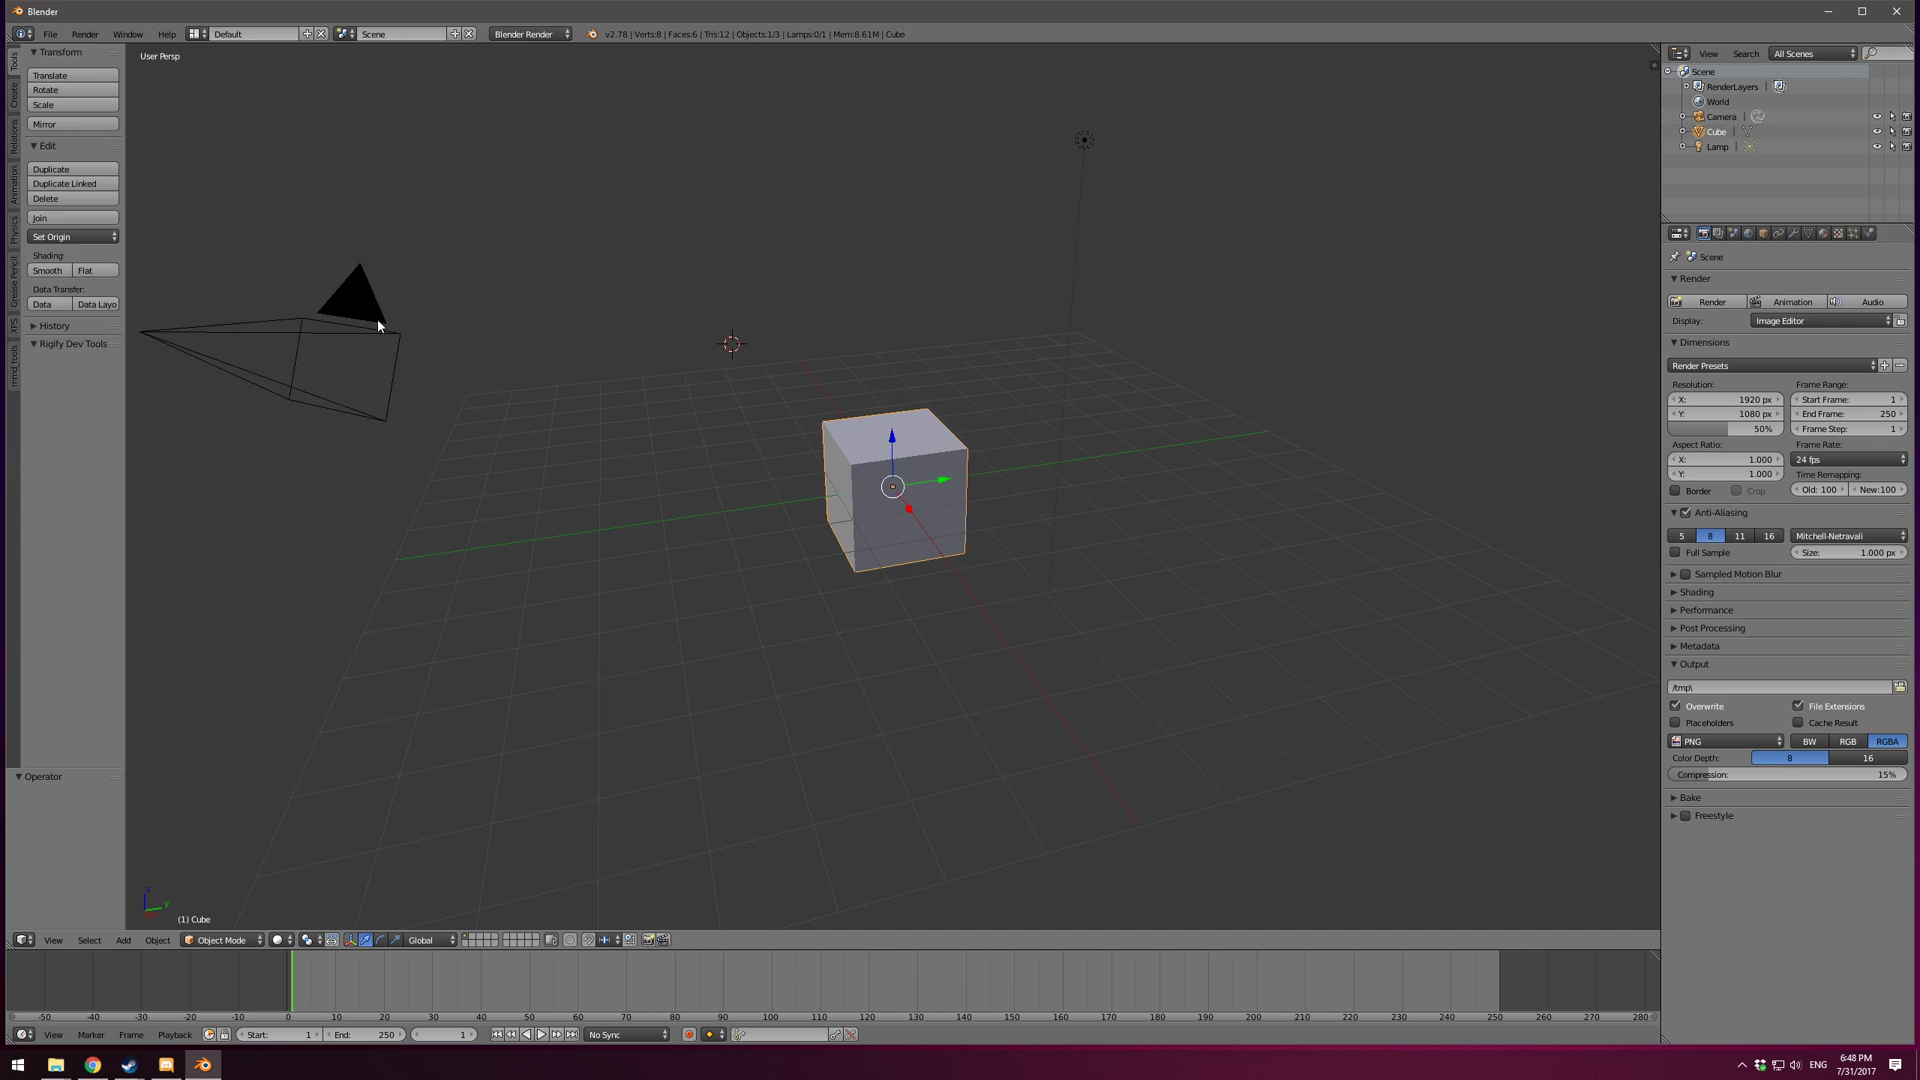 Blender
File Render Window Help Default Scene Blender Render v2.78 | Verts:8 | Faces:6 | Tris:12 | Objects:1/3 | Lamps:0/1 | Mem:8.61M | Cube
Tools
Create
Relations
Animation
Physics
Grease Pencil
XPS
mmd_tools
Transform
Translate
Rotate
Scale
Mirror
Edit
Duplicate
Duplicate Linked
Delete
Join
Set Origin
Shading:
Smooth Flat
Data Transfer:
Data Data Layo
History
Rigify Dev Tools
Operator
User Persp
z
y
(1) Cube
View Search All Scenes
Scene
RenderLayers |
World
Camera |
Cube |
Lamp |
Scene
Render
Render Animation Audio
Display: Image Editor
Dimensions
Render Presets
Resolution: Frame Range:
X: 1920 px Start Frame: 1
Y: 1080 px End Frame: 250
50% Frame Step: 1
Aspect Ratio: Frame Rate:
X: 1.000 24 fps
Y: 1.000 Time Remapping:
Border Crop Old: 100 New:100
Anti-Aliasing
5 8 11 16 Mitchell-Netravali
Full Sample Size: 1.000 px
Sampled Motion Blur
Shading
Performance
Post Processing
Metadata
Output
/tmp\
Overwrite File Extensions
Placeholders Cache Result
PNG BW RGB RGBA
Color Depth: 8 16
Compression: 15%
Bake
Freestyle
View Select Add Object Object Mode Global
-50 -40 -30 -20 -10 0 10 20 30 40 50 60 70 80 90 100 110 120 130 140 150 160 170 180 190 200 210 220 230 240 250 260 270 280
View Marker Frame Playback Start: 1 End: 250 1 No Sync
ENG
6:48 PM
7/31/2017